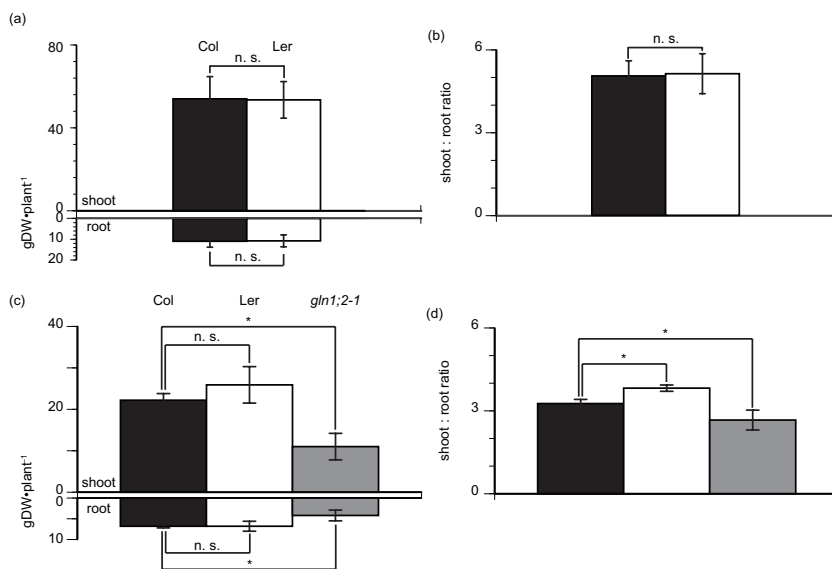 (a)
80
Col
Ler
n. s.
60
40
20
0
shoot
0
root
10
20
n. s.
gDW•plant-1
(b)
6
n. s.
3
0
shoot : root ratio
(c)
Col
Ler
gln1;2-1
40
*
n. s.
20
0
shoot
0
root
10
n. s.
*
gDW•plant-1
(d)
6
*
*
3
0
shoot : root ratio